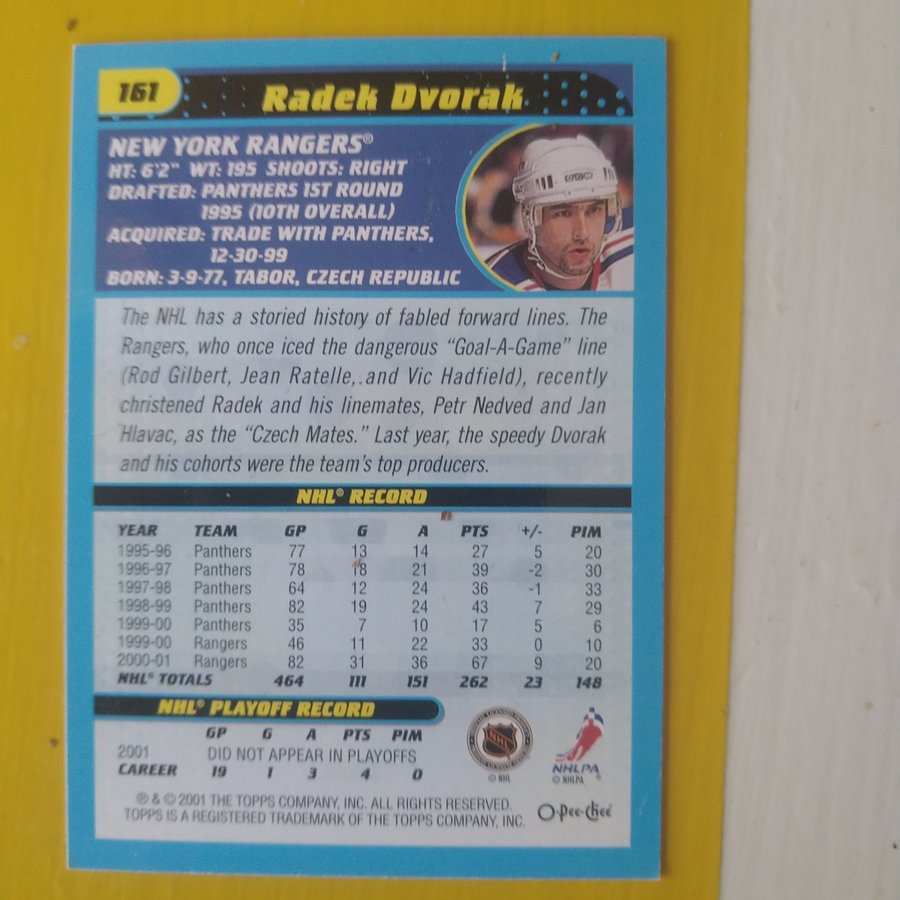 161
Radek Dvorak
NEW YORK RANGERS®
HT: 6'2" WT: 195 SHOOTS: RIGHT
DRAFTED: PANTHERS 1ST ROUND
1995 (10TH OVERALL)
ACQUIRED: TRADE WITH PANTHERS,
12-30-99
BORN: 3-9-77, TABOR, CZECH REPUBLIC
The NHL has a storied history of fabled forward lines. The
Rangers, who once iced the dangerous "Goal-A-Game" line
(Rod Gilbert, Jean Ratelle, and Vic Hadfield), recently
christened Radek and his linemates, Petr Nedved and Jan
Hlavac, as the "Czech Mates." Last year, the speedy Dvorak
and his cohorts were the team's top producers.
NHL® RECORD
YEAR TEAM GP G A PTS +/- PIM
1995-96 Panthers 77 13 14 27 5 20
1996-97 Panthers 78 18 21 39 -2 30
1997-98 Panthers 64 12 24 36 -1 33
1998-99 Panthers 82 19 24 43 7 29
1999-00 Panthers 35 7 10 17 5 6
1999-00 Rangers 46 11 22 33 0 10
2000-01 Rangers 82 31 36 67 9 20
NHL® TOTALS 464 111 151 262 23 148
NHL® PLAYOFF RECORD
GP G A PTS PIM
2001 DID NOT APPEAR IN PLAYOFFS
CAREER 19 1 3 4 0
NHL
© NHL
NHLPA
© NHLPA
® & © 2001 THE TOPPS COMPANY, INC. ALL RIGHTS RESERVED.
TOPPS IS A REGISTERED TRADEMARK OF THE TOPPS COMPANY, INC.
O-Pee-Chee